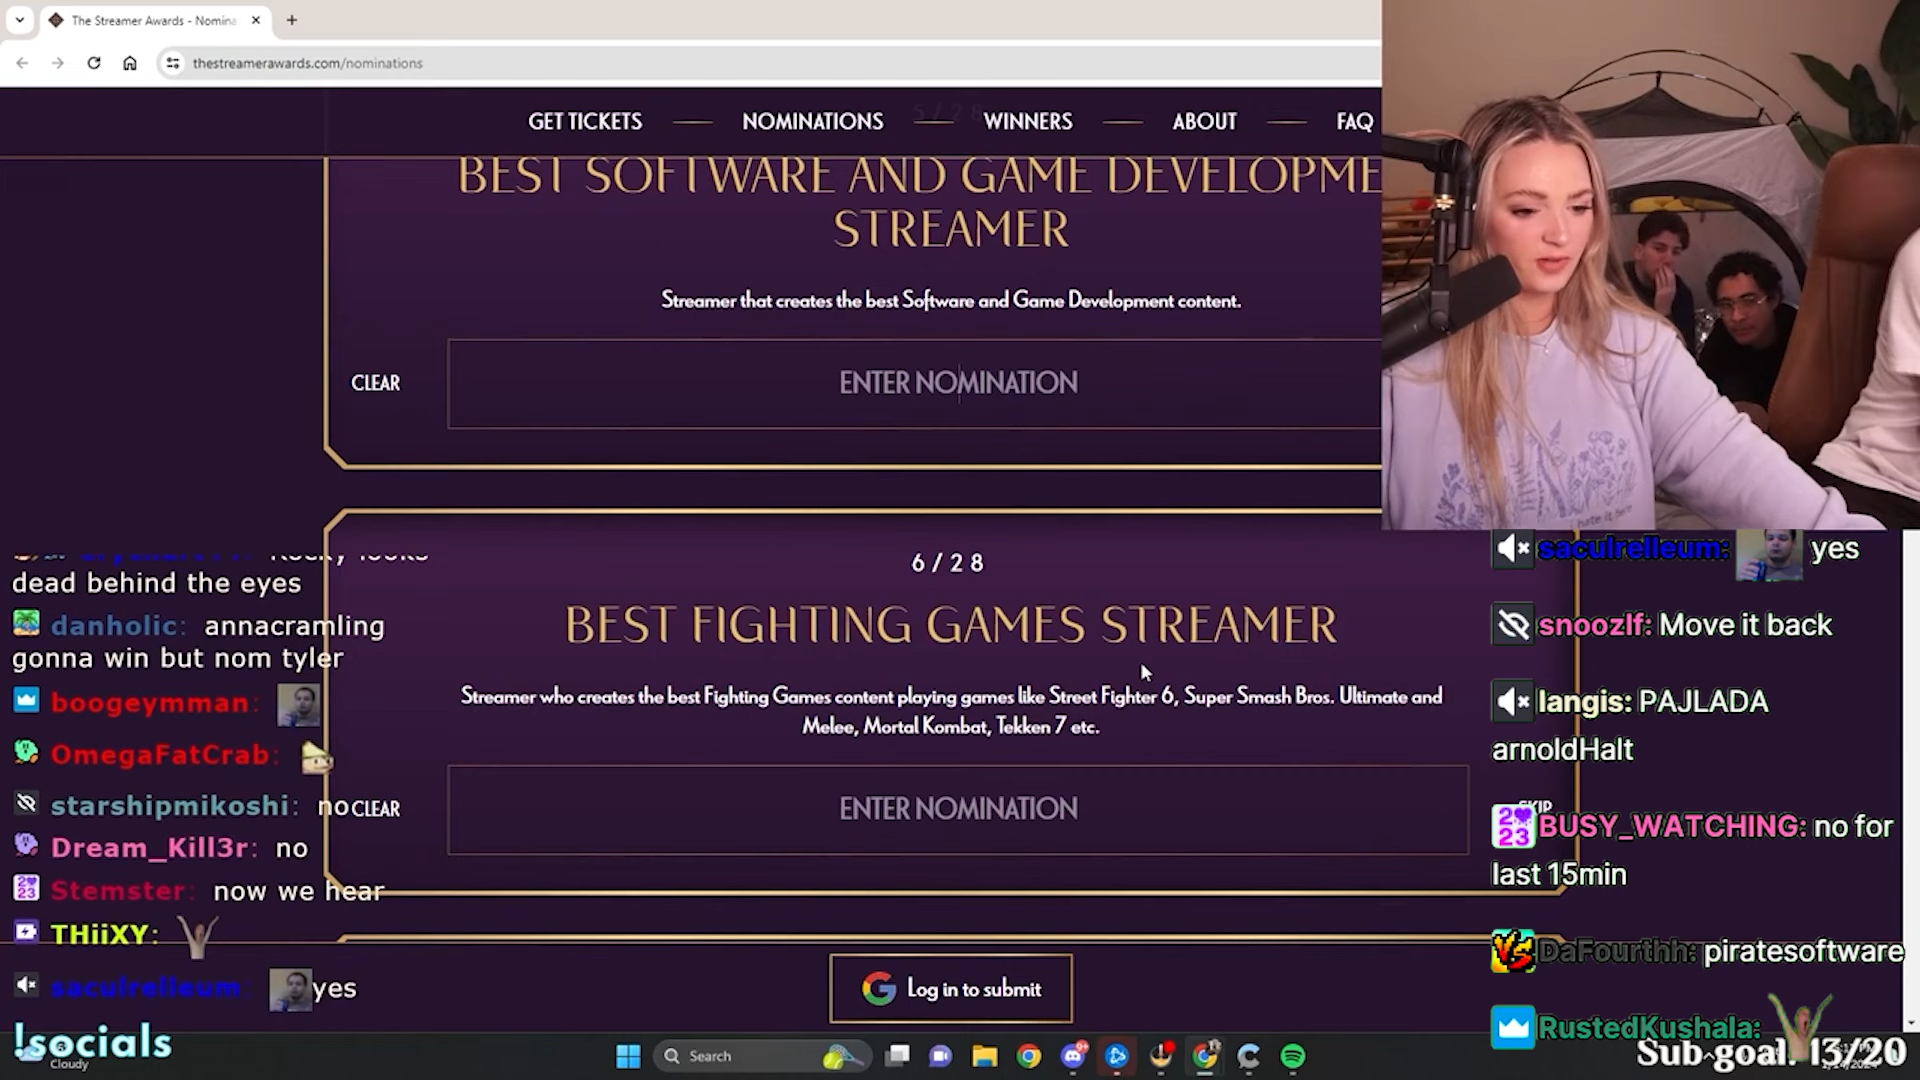 The Streamer Awards - Nomina
thestreamerawards.com/nominations
5/28
GET TICKETS
NOMINATIONS
WINNERS
ABOUT
FAQ
BEST SOFTWARE AND GAME DEVELOPME
STREAMER
Streamer that creates the best Software and Game Development content.
CLEAR
ENTER NOMINATION
6/28
BEST FIGHTING GAMES STREAMER
Streamer who creates the best Fighting Games content playing games like Street Fighter 6, Super Smash Bros. Ultimate and
Melee, Mortal Kombat, Tekken 7 etc.
CLEAR
ENTER NOMINATION
SKIP
Log in to submit
dead behind the eyes
danholic: annacramling
gonna win but nom tyler
boogeymman:
OmegaFatCrab:
starshipmikoshi: no
Dream_Kill3r: no
Stemster: now we hear
THiiXY:
saculrelleum: yes
!socials
Cloudy
saculrelleum: yes
snoozlf: Move it back
langis: PAJLADA
arnoldHalt
BUSY_WATCHING: no for
last 15min
DaFourthh: piratesoftware
RustedKushala:
Search
Sub goal: 13/20